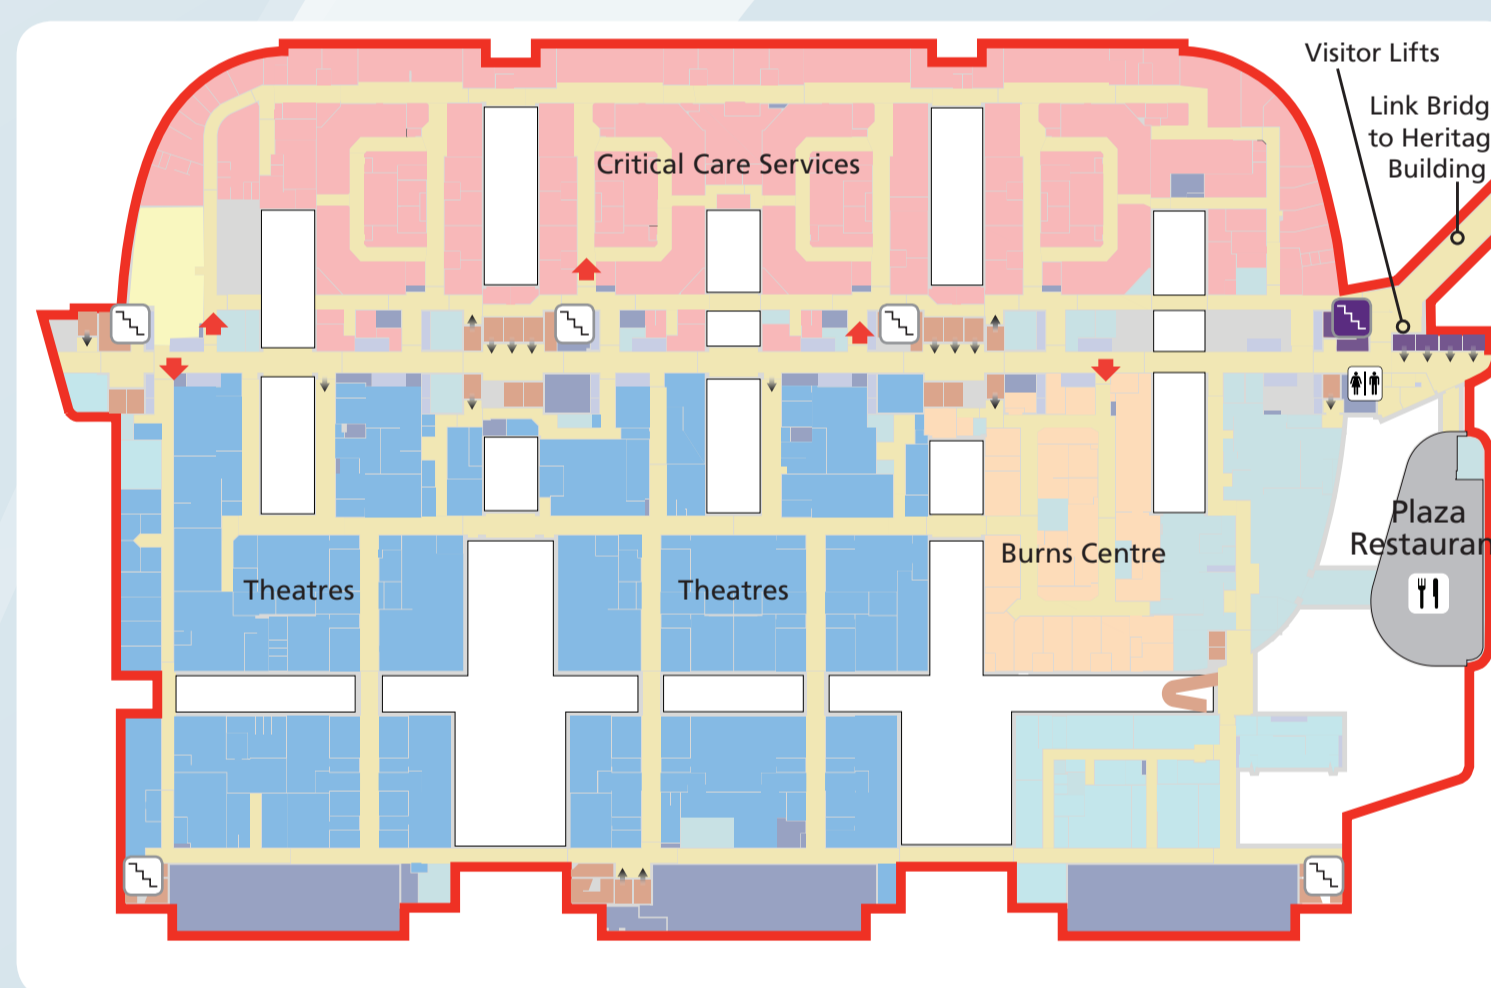 Visitor Lifts
Link Bridg
to Heritag
Building
Critical Care Services
Plaza
Restauran
Burns Centre
Theatres
Theatres